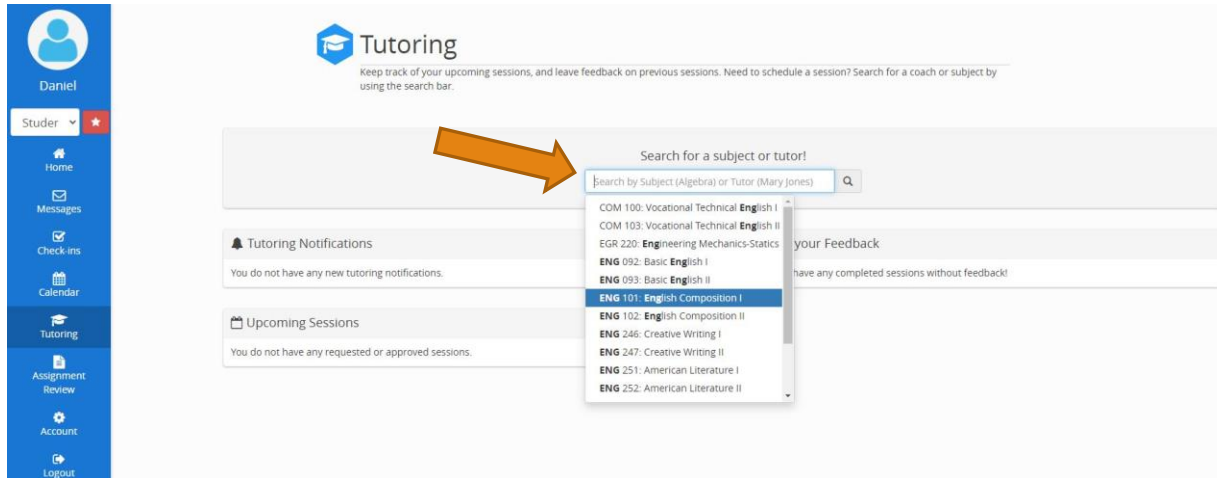 Daniel
Studer
Home
Messages
Check-ins
Calendar
Tutoring
Assignment
Review
Account
Logout
Tutoring
Keep track of your upcoming sessions, and leave feedback on previous sessions. Need to schedule a session? Search for a coach or subject by
using the search bar.
Search for a subject or tutor!
Search by Subject (Algebra) or Tutor (Mary Jones)
COM 100: Vocational Technical English I
COM 103: Vocational Technical English II
EGR 220: Engineering Mechanics-Statics
ENG 092: Basic English I
ENG 093: Basic English II
ENG 101: English Composition I
ENG 102: English Composition II
ENG 246: Creative Writing I
ENG 247: Creative Writing II
ENG 251: American Literature I
ENG 252: American Literature II
Tutoring Notifications
You do not have any new tutoring notifications.
your Feedback
have any completed sessions without feedback!
Upcoming Sessions
You do not have any requested or approved sessions.